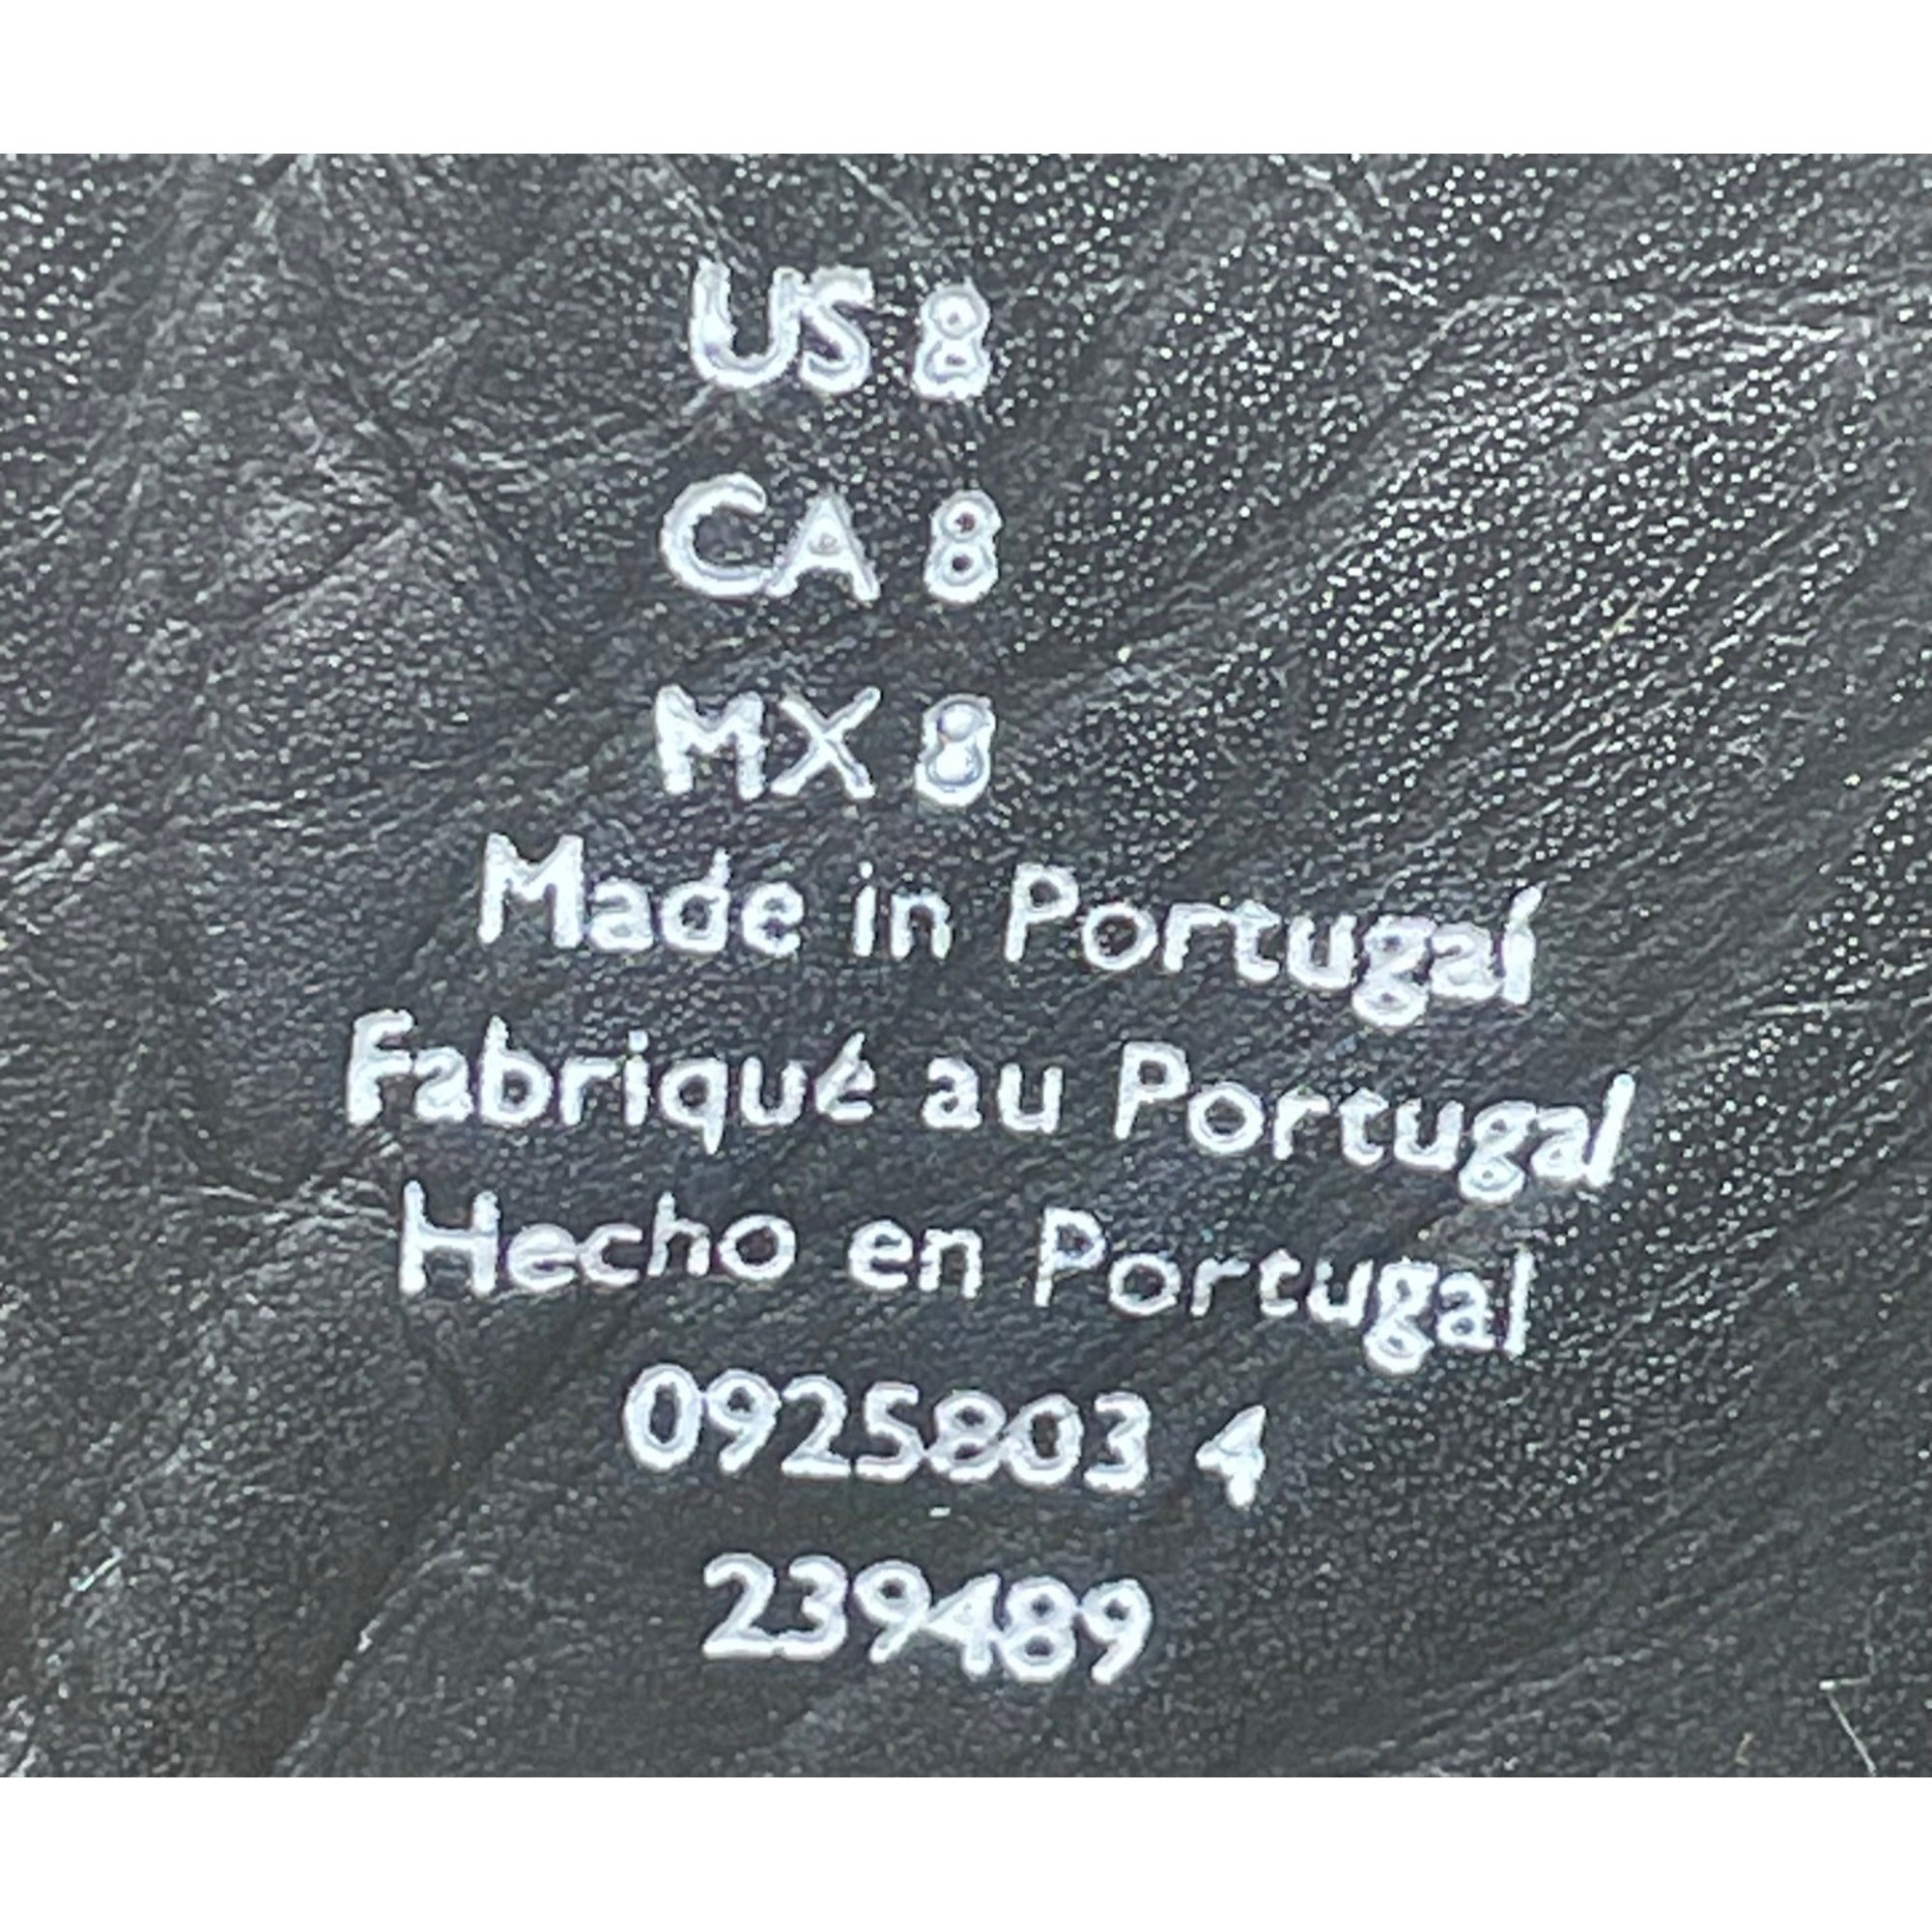 US 8
CA 8
MX 8
Made in Portugal
Fabriqué au Portugal
Hecho en Portugal
0925803 4
239489